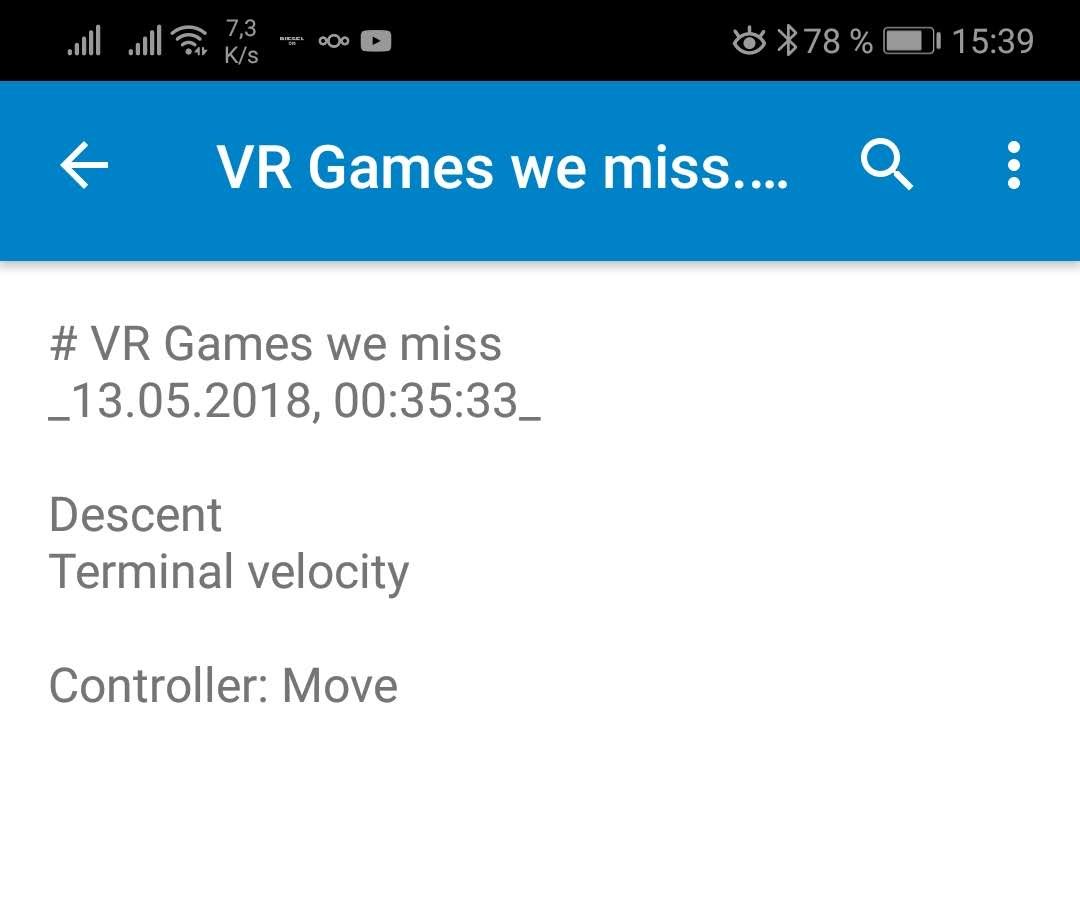 7,3
K/s
78 %
15:39
VR Games we miss....
# VR Games we miss
_13.05.2018, 00:35:33_
Descent
Terminal velocity
Controller: Move